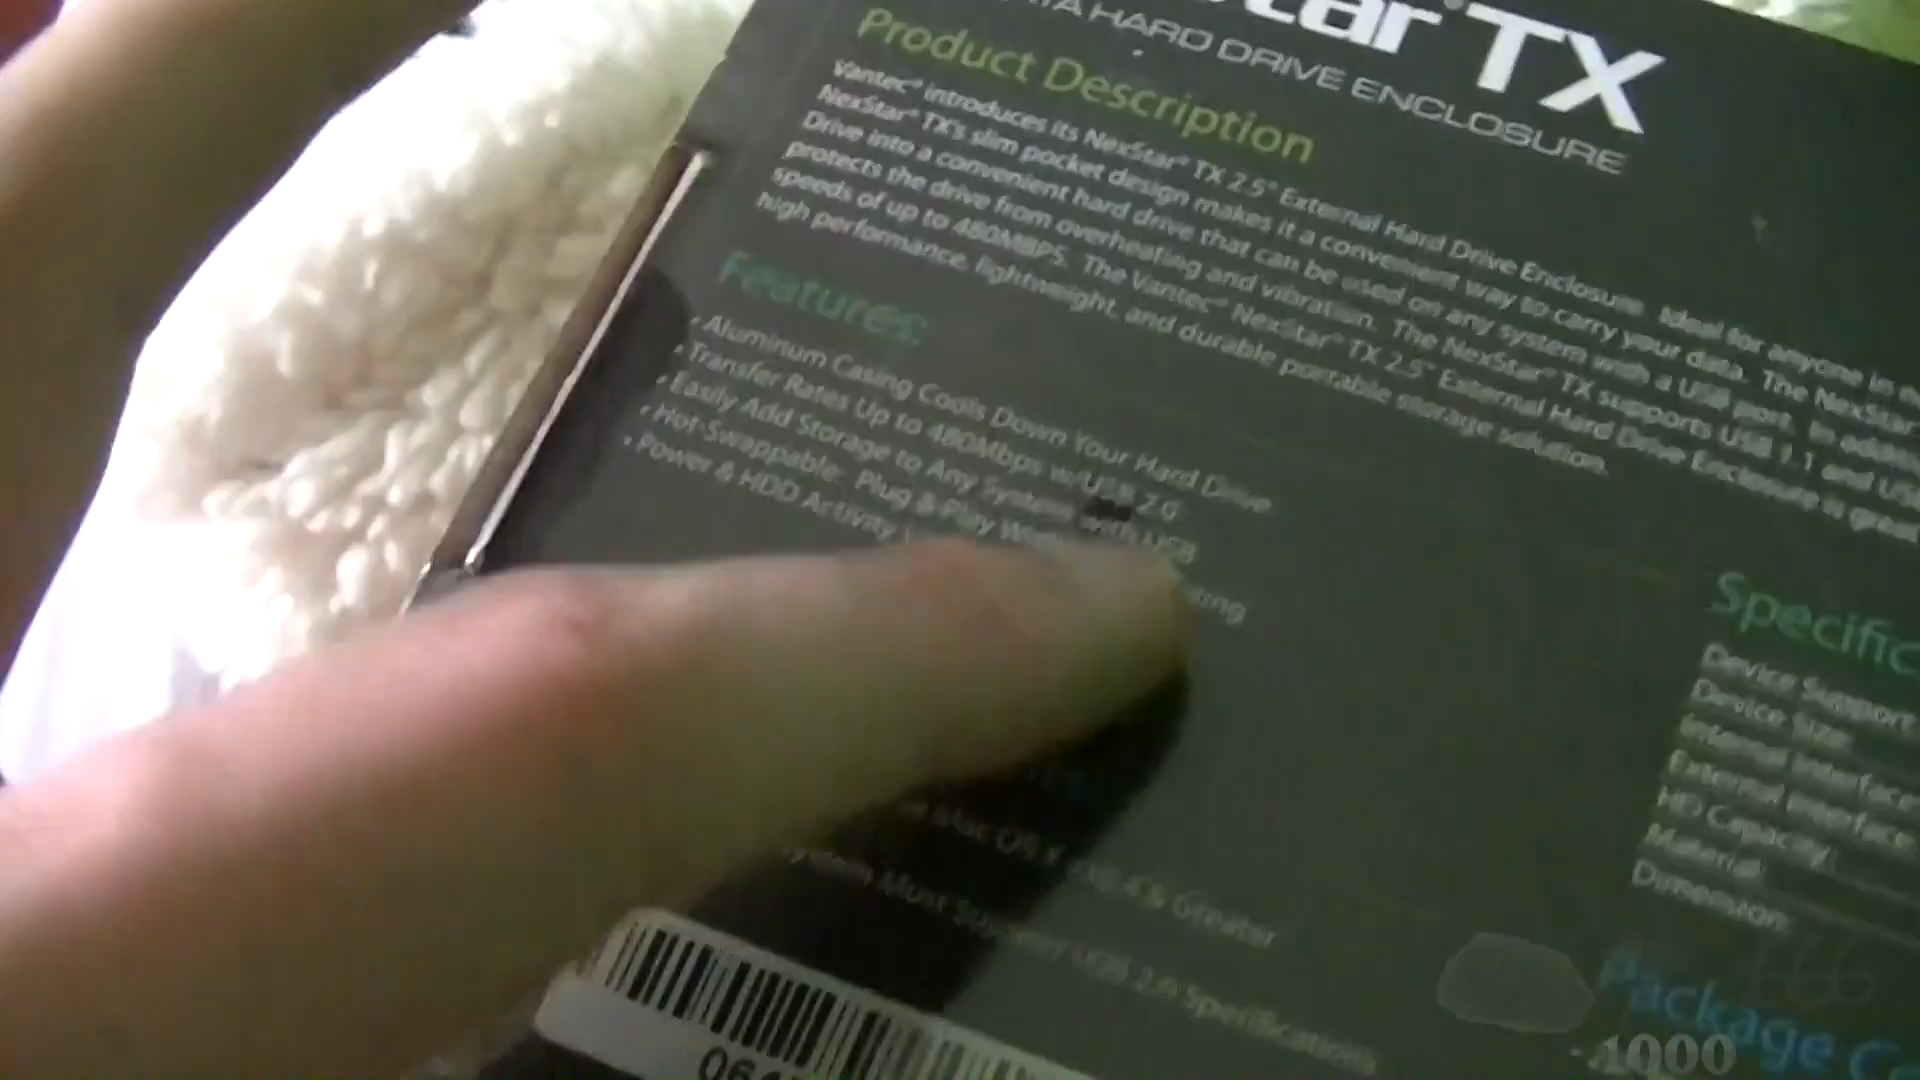 Star® TX
ATA HARD DRIVE ENCLOSURE
Product Description
Vantec® introduces its NexStar® TX 2.5" External Hard Drive Enclosure. Ideal for anyone in
NexStar® TX's slim pocket design makes it a convenient way to carry your data. The NexStar
Drive into a convenient hard drive that can be used on any system with a USB port. In
protects the drive from overheating and vibration. The NexStar® TX supports USB 1.1 and USB
speeds of up to 480MBPS. The Vantec® NexStar® TX 2.5" External Hard Drive Enclosure is great
high performance, lightweight, and durable portable storage solution.
Features:
• Aluminum Casing Cools Down Your Hard Drive
• Transfer Rates Up to 480Mbps w/USB 2.0
• Easily Add Storage to Any System with USB
• Hot-Swappable: Plug & Play
• Power & HDD Activity
Mac OS X Greater
System Must Support USB 2.0 Specifications
Device Support
Device Size:
Internal Interface
External Interface
HD Capacity:
Material:
Dimension:
Package
1000